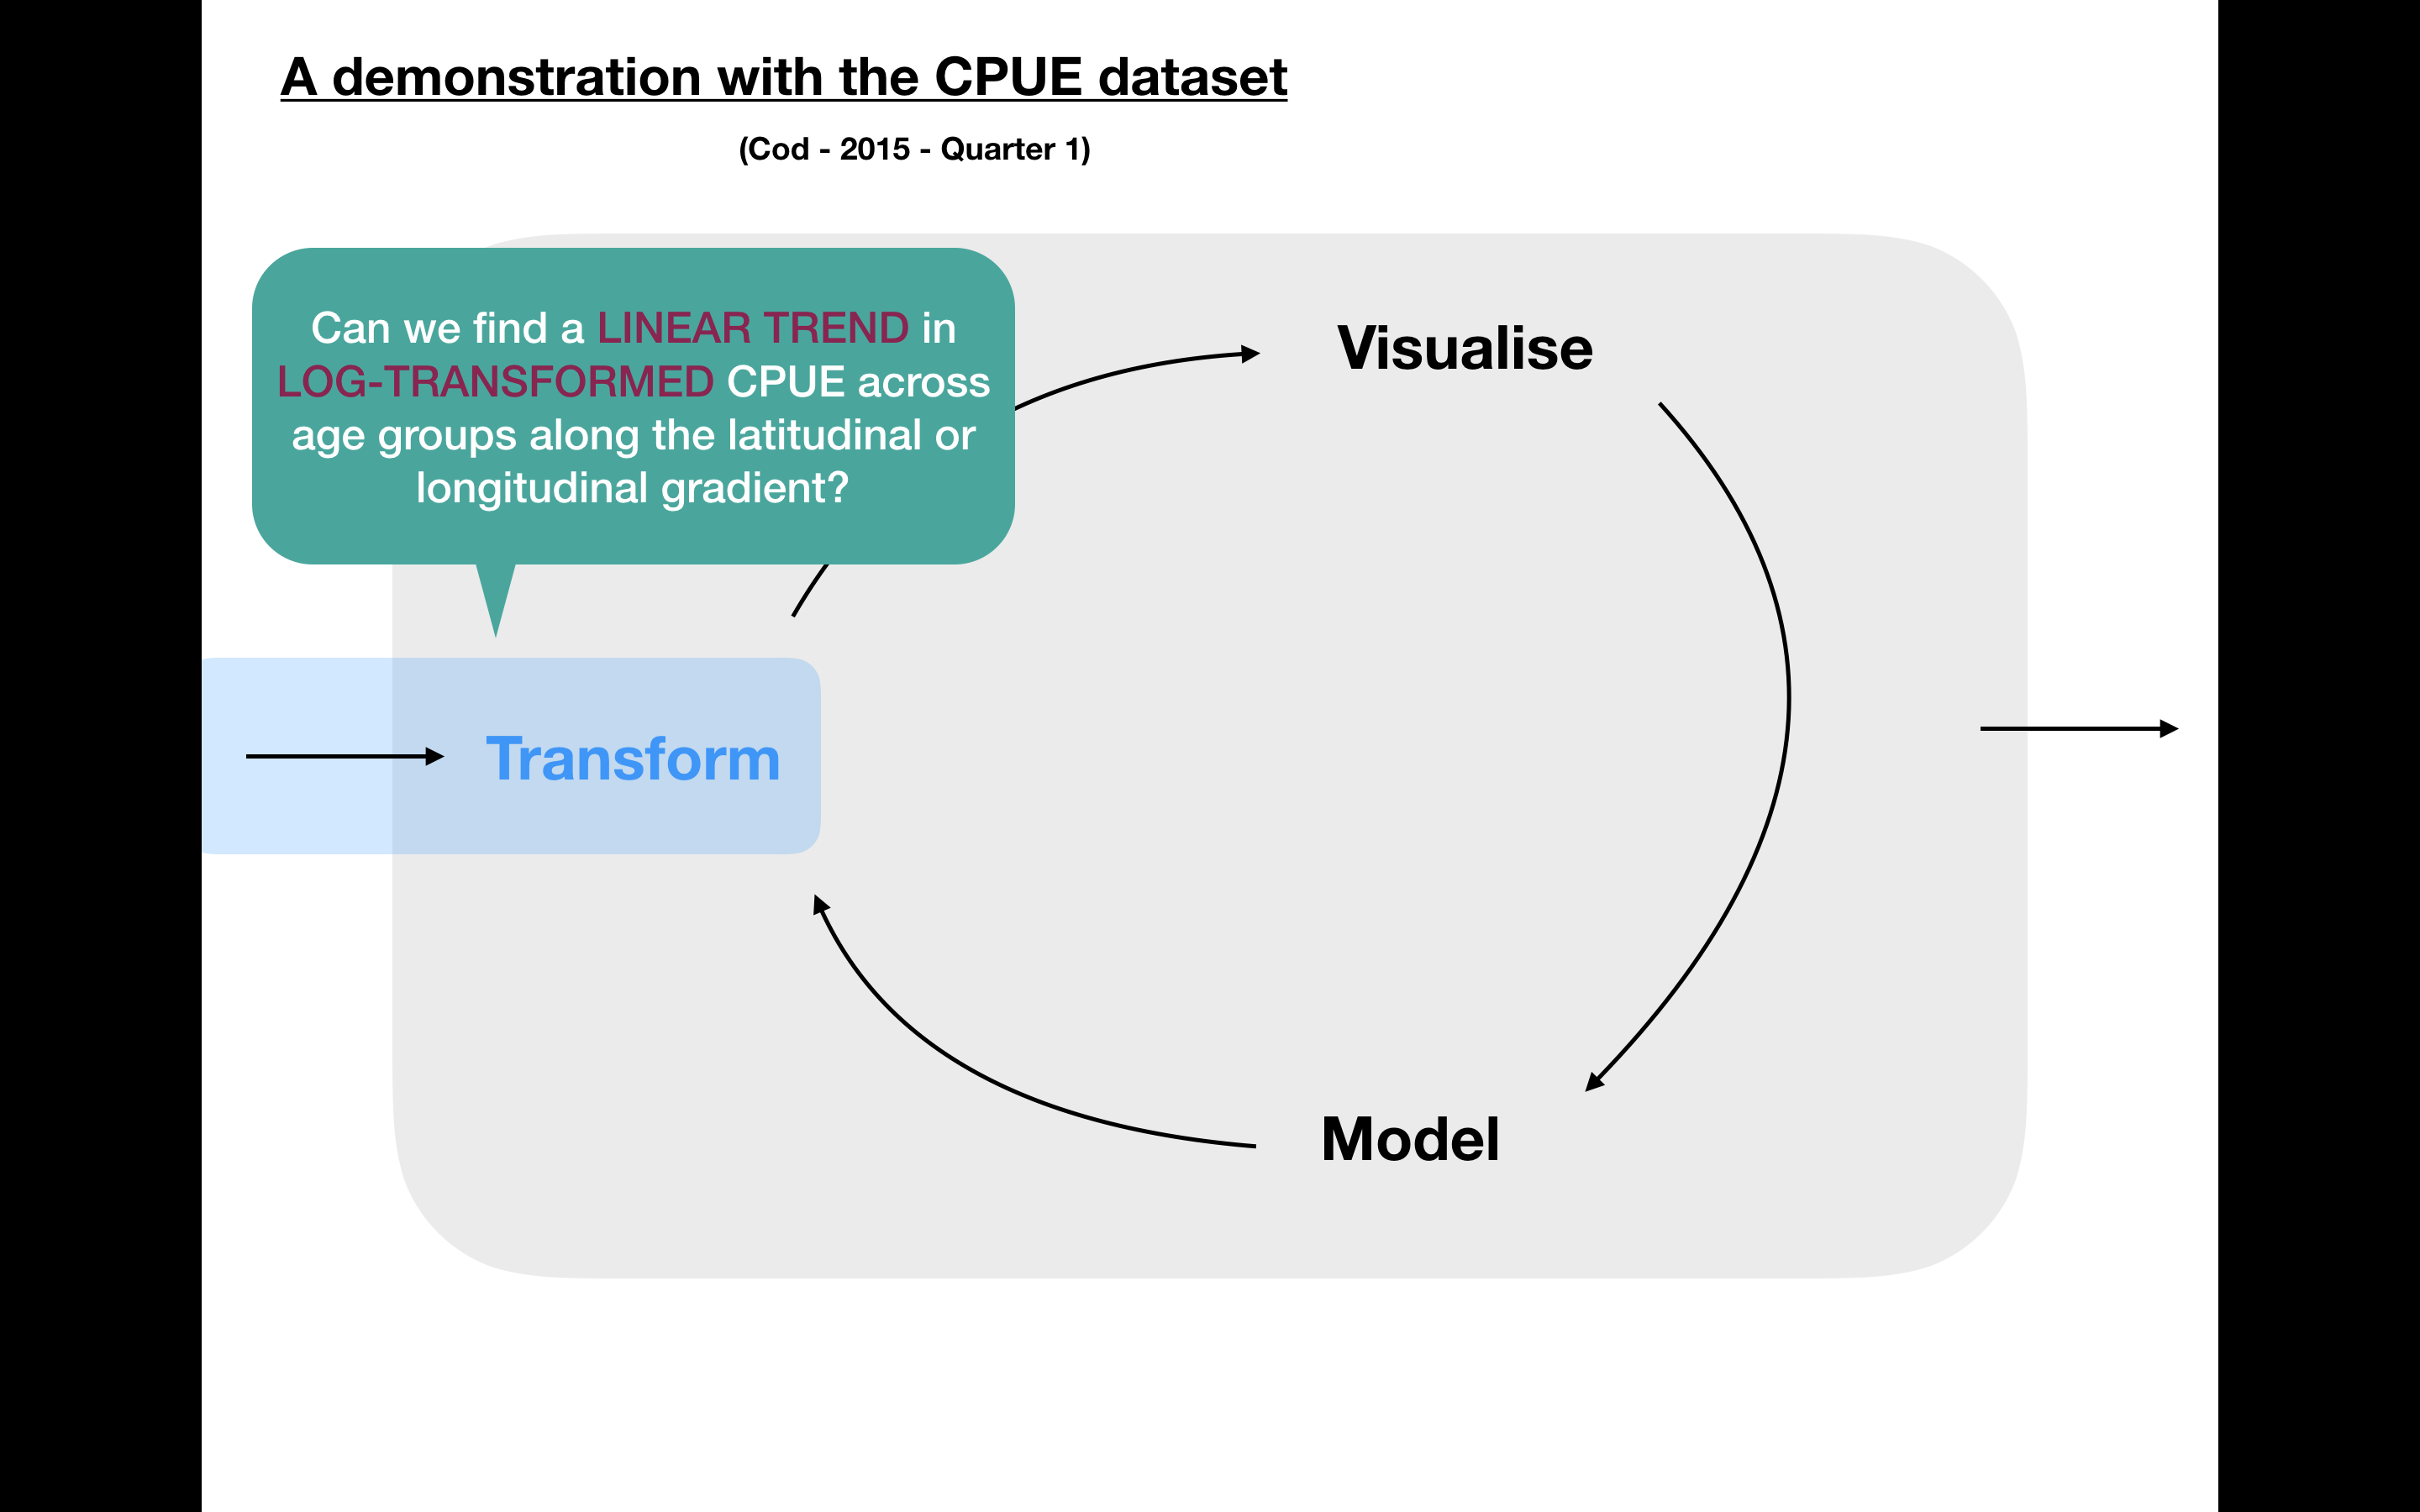 A demonstration with the CPUE dataset
(Cod - 2015 - Quarter 1)
Can we find a LINEAR TREND in
LOG-TRANSFORMED CPUE across
age groups along the latitudinal or
longitudinal gradient?
Visualise
Transform
Model